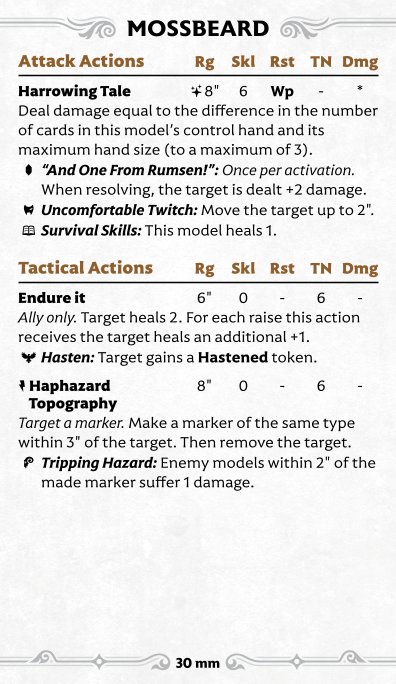 MOSSBEARD
Attack Actions Rg Skl Rst TN Dmg
Harrowing Tale 8" 6 Wp - *
Deal damage equal to the difference in the number
of cards in this model's control hand and its
maximum hand size (to a maximum of 3).
"And One From Rumsen!": Once per activation.
When resolving, the target is dealt +2 damage.
Uncomfortable Twitch: Move the target up to 2".
Survival Skills: This model heals 1.
Tactical Actions Rg Skl Rst TN Dmg
Endure it 6" 0 - 6 -
Ally only. Target heals 2. For each raise this action
receives the target heals an additional +1.
Hasten: Target gains a Hastened token.
Haphazard 8" 0 - 6 -
Topography
Target a marker. Make a marker of the same type
within 3" of the target. Then remove the target.
Tripping Hazard: Enemy models within 2" of the
made marker suffer 1 damage.
30 mm